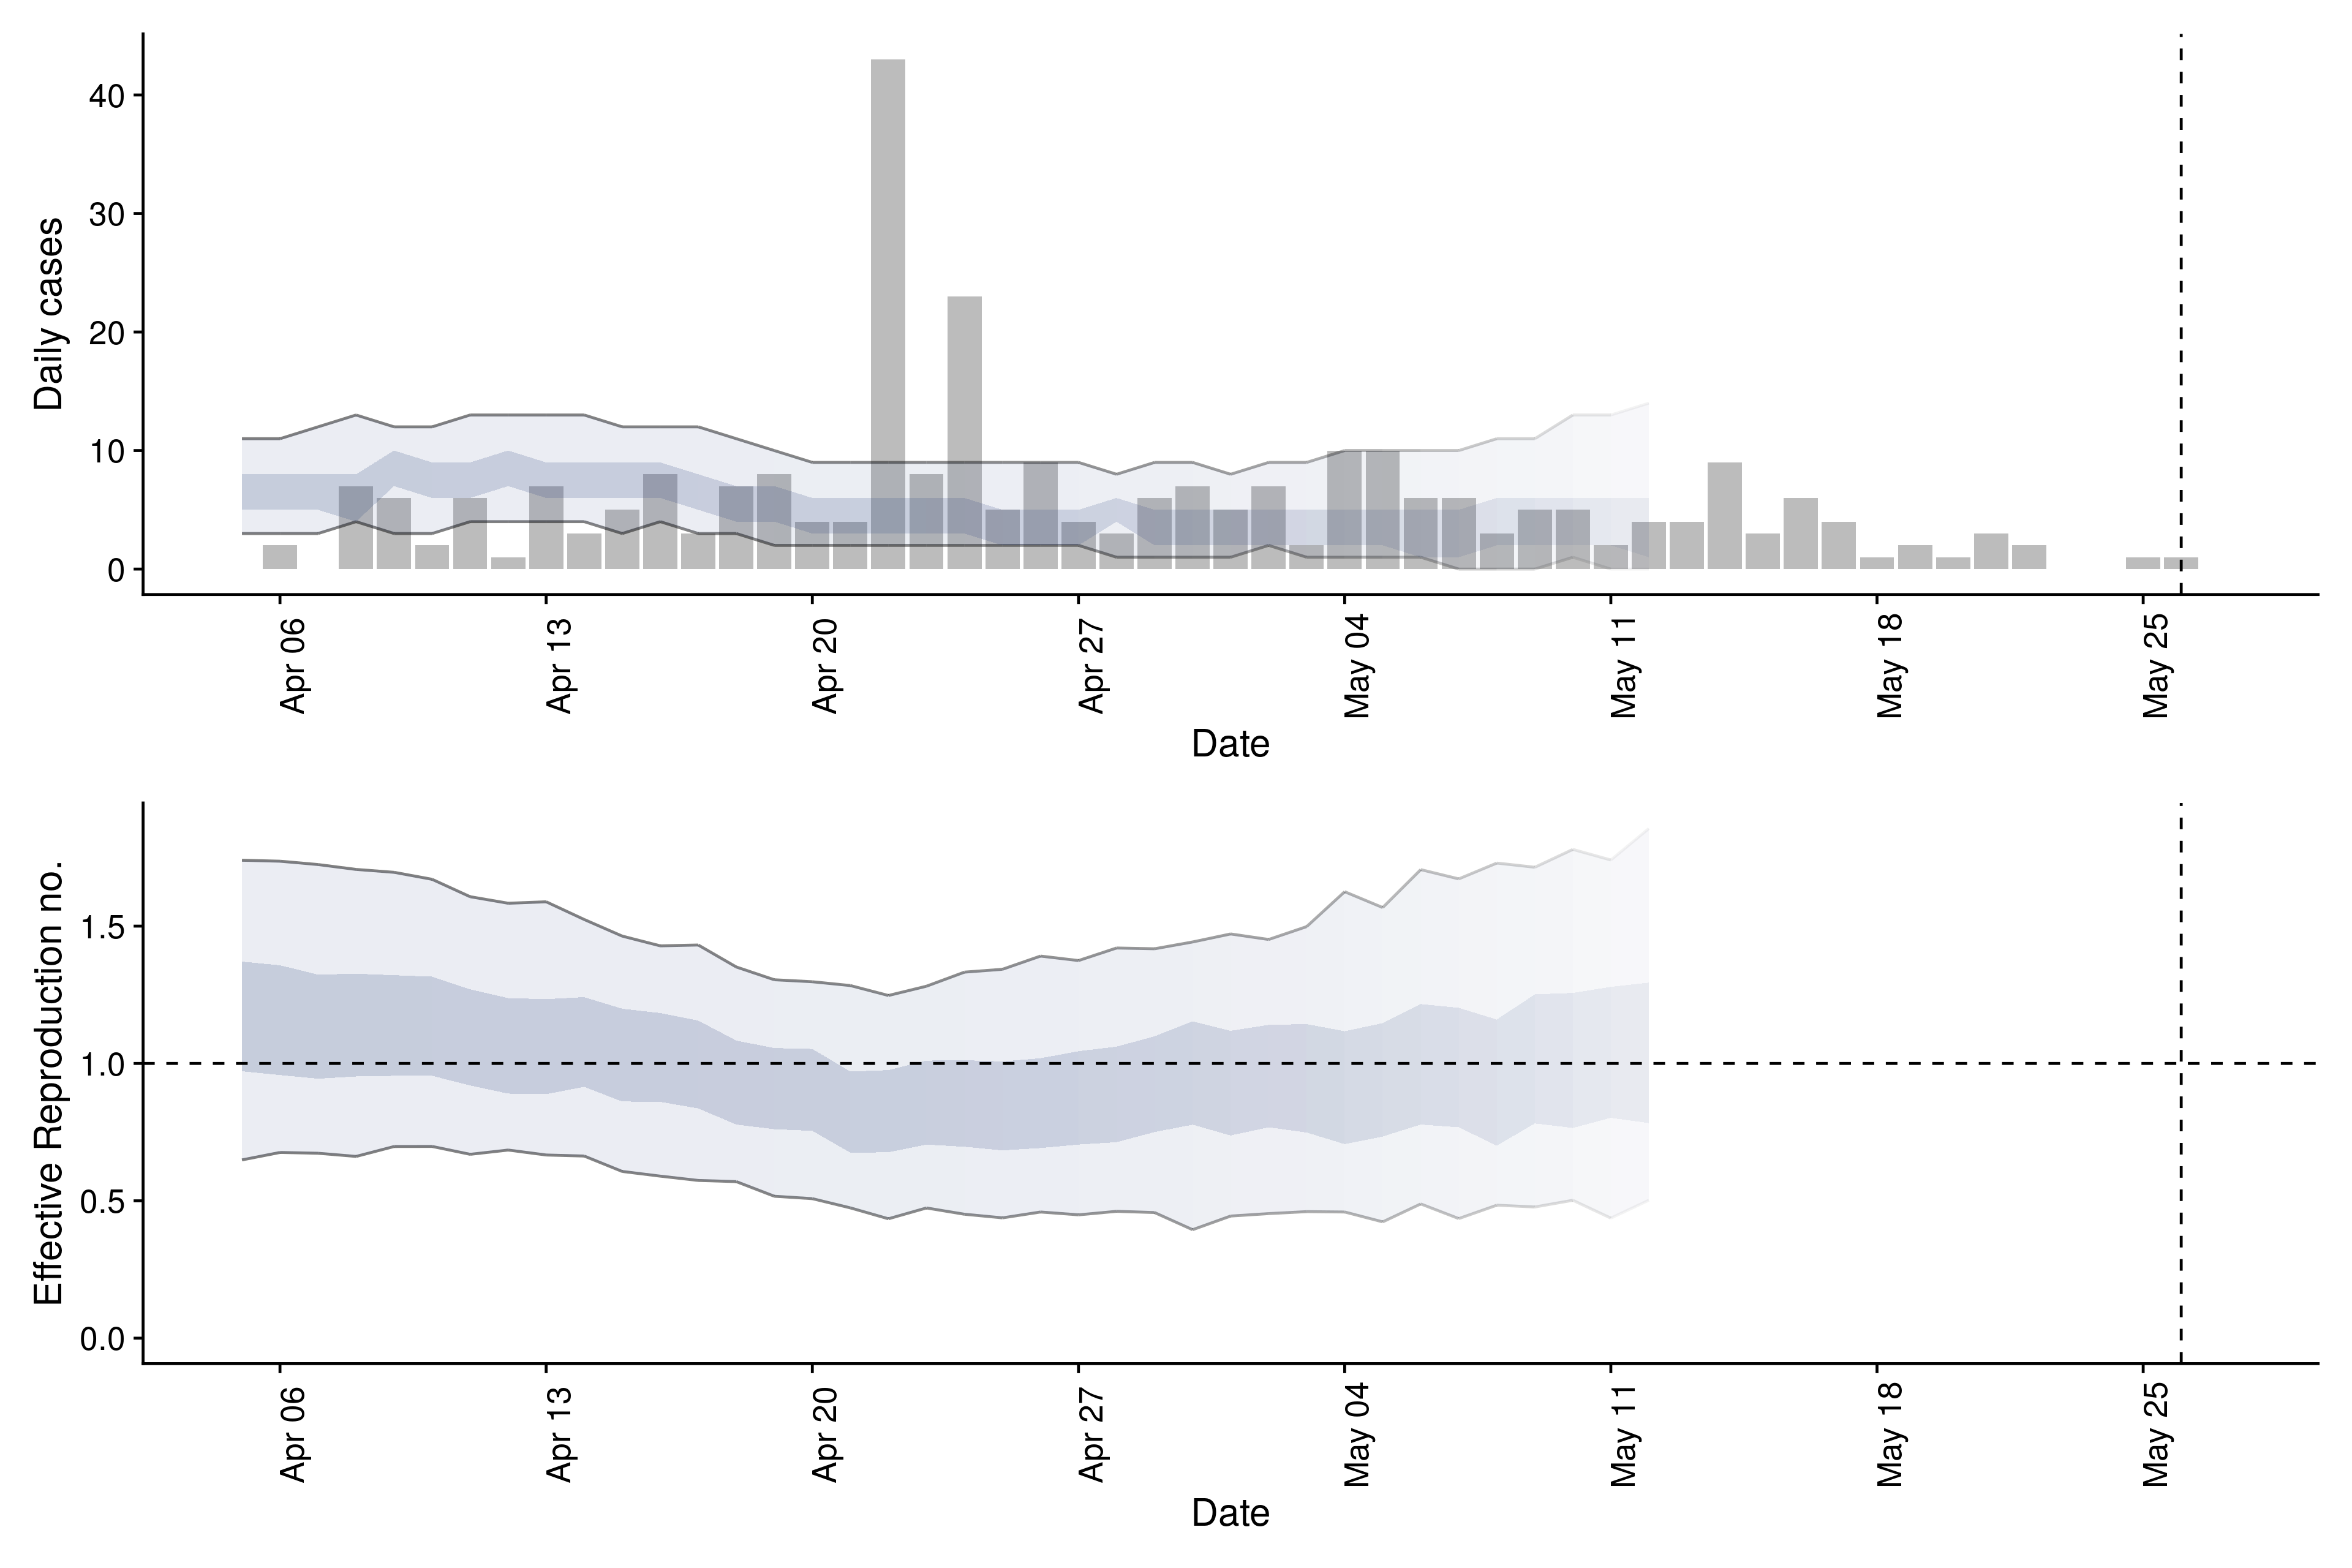 Daily cases
40
30
20
10
0
Apr 06
Apr 13
Apr 20
Apr 27
May 04
May 11
May 18
May 25
Date
Effective Reproduction no.
1.5
1.0
0.5
0.0
Apr 06
Apr 13
Apr 20
Apr 27
May 04
May 11
May 18
May 25
Date